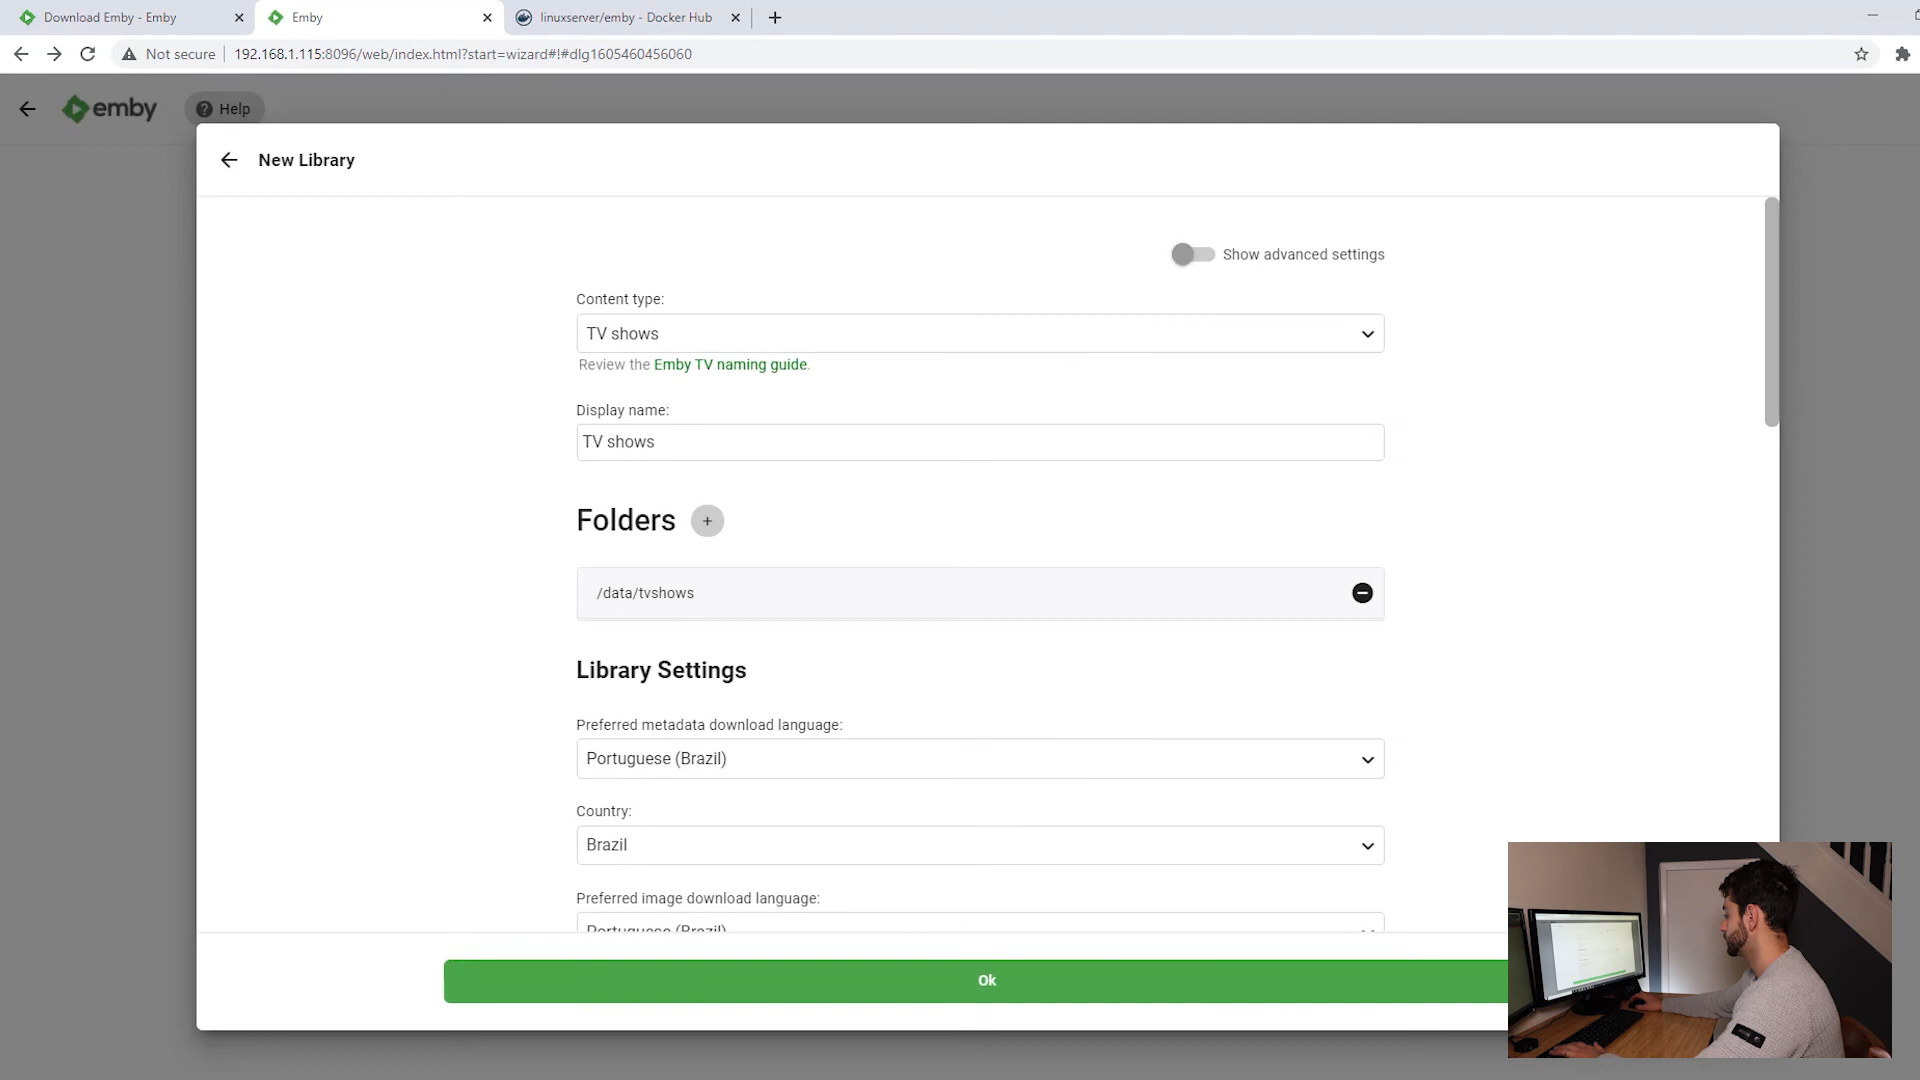 Download Emby - Emby
Emby
linuxserver/emby - Docker Hub
Not secure
192.168.1.115:8096/web/index.html?start=wizard#!#dlg1605460456060
emby
Help
New Library
Show advanced settings
Content type:
TV shows
Review the Emby TV naming guide.
Display name:
TV shows
Folders
+
/data/tvshows
Library Settings
Preferred metadata download language:
Portuguese (Brazil)
Country:
Brazil
Preferred image download language:
Portuguese (Brazil)
Ok